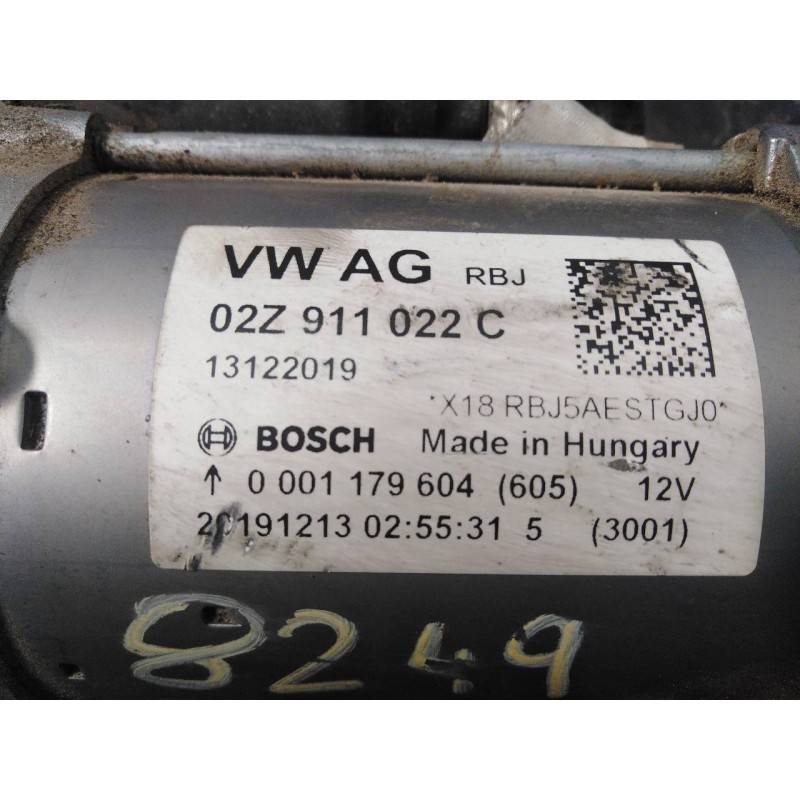 VW AG RBJ
02Z 911 022 C
13122019
*X18 RBJ5AESTGJ0*
BOSCH Made in Hungary
↑ 0 001 179 604 (605) 12V
20191213 02:55:31 5 (3001)
8249